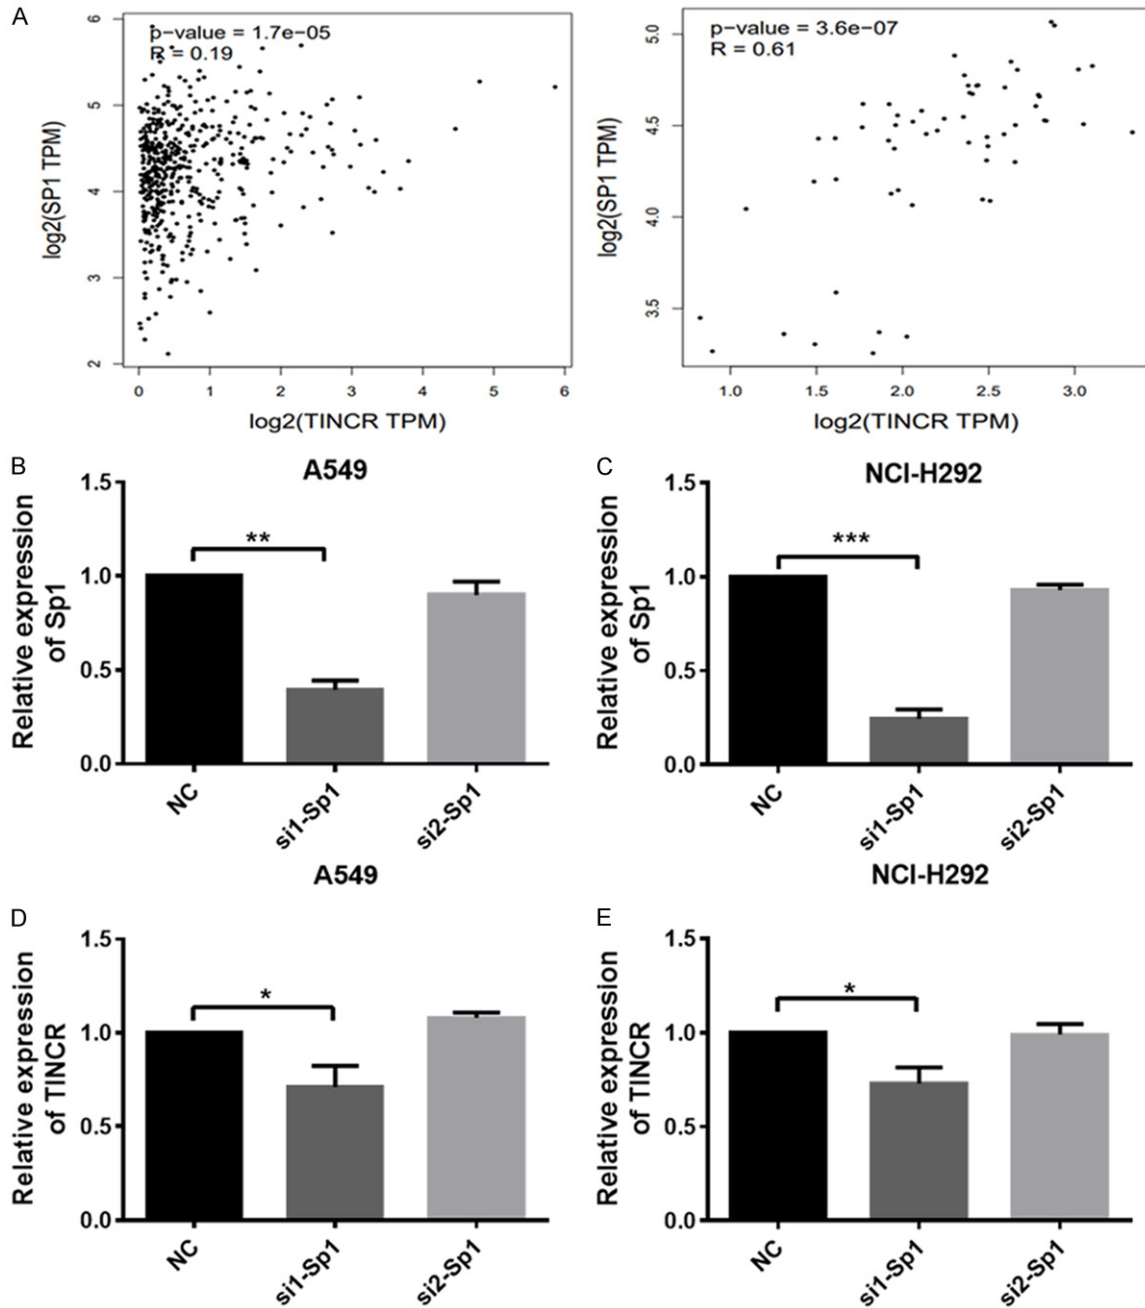 A
p-value = 1.7e-05
R = 0.19
log2(SP1 TPM)
6
5
4
3
2
0 1 2 3 4 5 6
log2(TINCR TPM)
p-value = 3.6e-07
R = 0.61
log2(SP1 TPM)
5.0
4.5
4.0
3.5
1.0 1.5 2.0 2.5 3.0
log2(TINCR TPM)
B
A549
Relative expression
of Sp1
1.5
1.0
0.5
0.0
**
NC si1-Sp1 si2-Sp1
C
NCI-H292
Relative expression
of Sp1
1.5
1.0
0.5
0.0
***
NC si1-Sp1 si2-Sp1
D
A549
Relative expression
of TINCR
1.5
1.0
0.5
0.0
*
NC si1-Sp1 si2-Sp1
E
NCI-H292
Relative expression
of TINCR
1.5
1.0
0.5
0.0
*
NC si1-Sp1 si2-Sp1